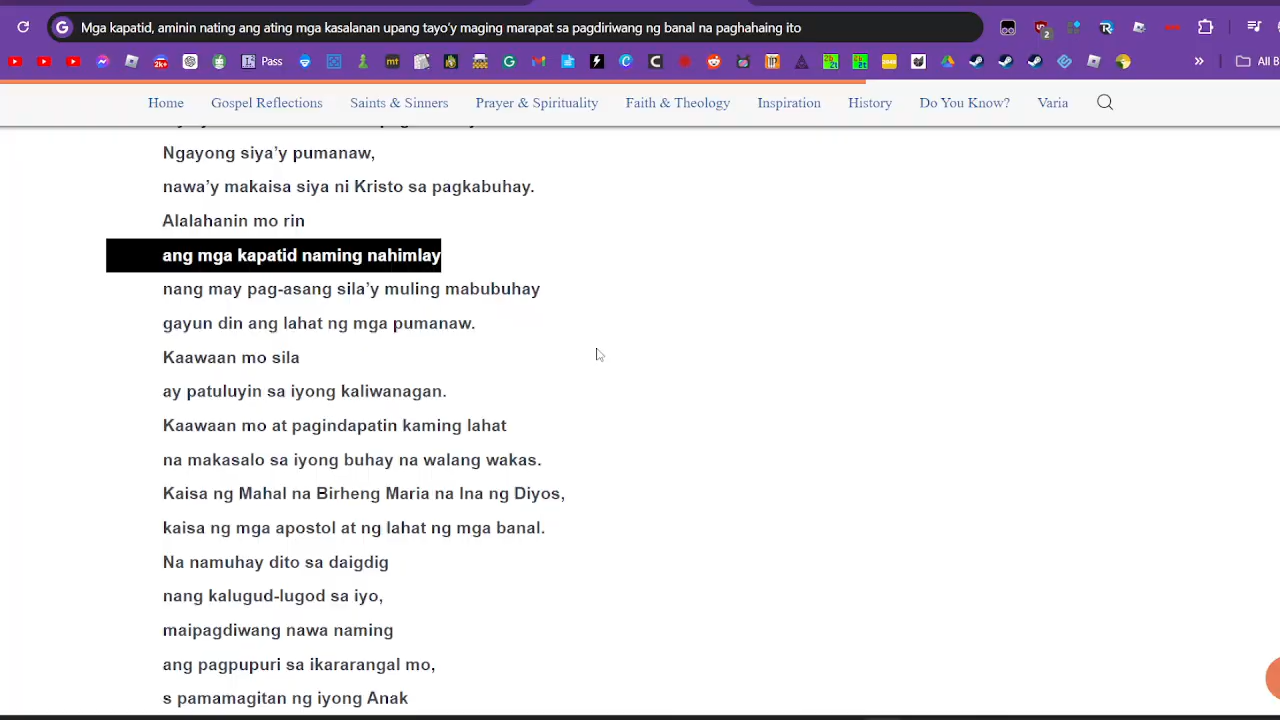 Mga kapatid, aminin nating ang ating mga kasalanan upang tayo'y maging marapat sa pagdiriwang ng banal na paghahaing ito
Pass
All B
Home Gospel Reflections Saints & Sinners Prayer & Spirituality Faith & Theology Inspiration History Do You Know? Varia
Ngayong siya’y pumanaw,
nawa’y makaisa siya ni Kristo sa pagkabuhay.
Alalahanin mo rin
ang mga kapatid naming nahimlay
nang may pag-asang sila’y muling mabubuhay
gayun din ang lahat ng mga pumanaw.
Kaawaan mo sila
ay patuluyin sa iyong kaliwanagan.
Kaawaan mo at pagindapatin kaming lahat
na makasalo sa iyong buhay na walang wakas.
Kaisa ng Mahal na Birheng Maria na Ina ng Diyos,
kaisa ng mga apostol at ng lahat ng mga banal.
Na namuhay dito sa daigdig
nang kalugud-lugod sa iyo,
maipagdiwang nawa naming
ang pagpupuri sa ikararangal mo,
s pamamagitan ng iyong Anak